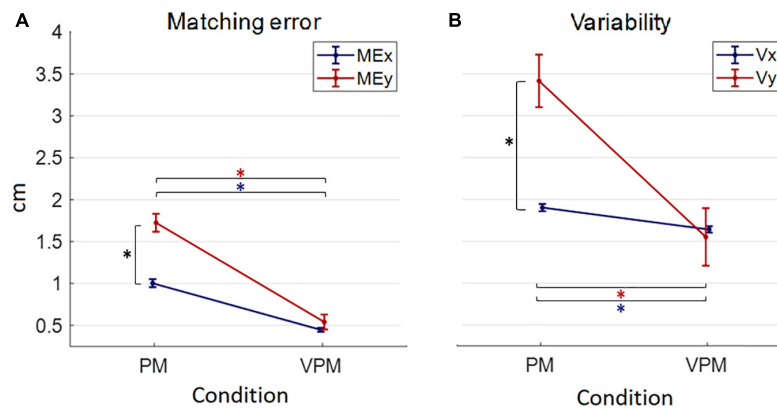 A
Matching error
MEx
MEy
4
3.5
3
2.5
2
1.5
1
0.5
cm
*
*
*
PM
VPM
Condition
B
Variability
Vx
Vy
*
*
*
PM
VPM
Condition